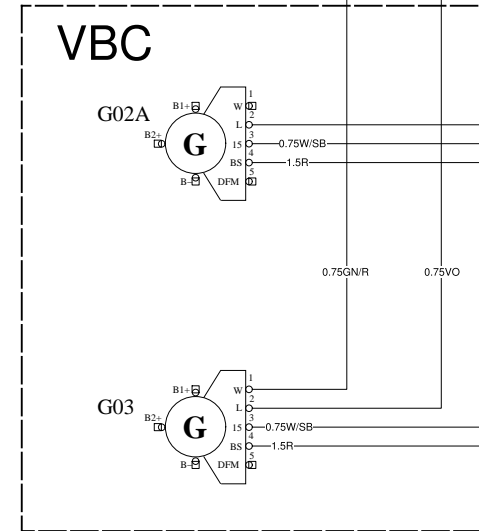 VBC
G02A
B1+
B2+
G
B-
1
W
2
L
3
15
4
BS
5
DFM
0.75W/SB
1.5R
0.75GN/R
0.75VO
G03
B1+
B2+
G
B-
1
W
2
L
3
15
4
BS
5
DFM
0.75W/SB
1.5R